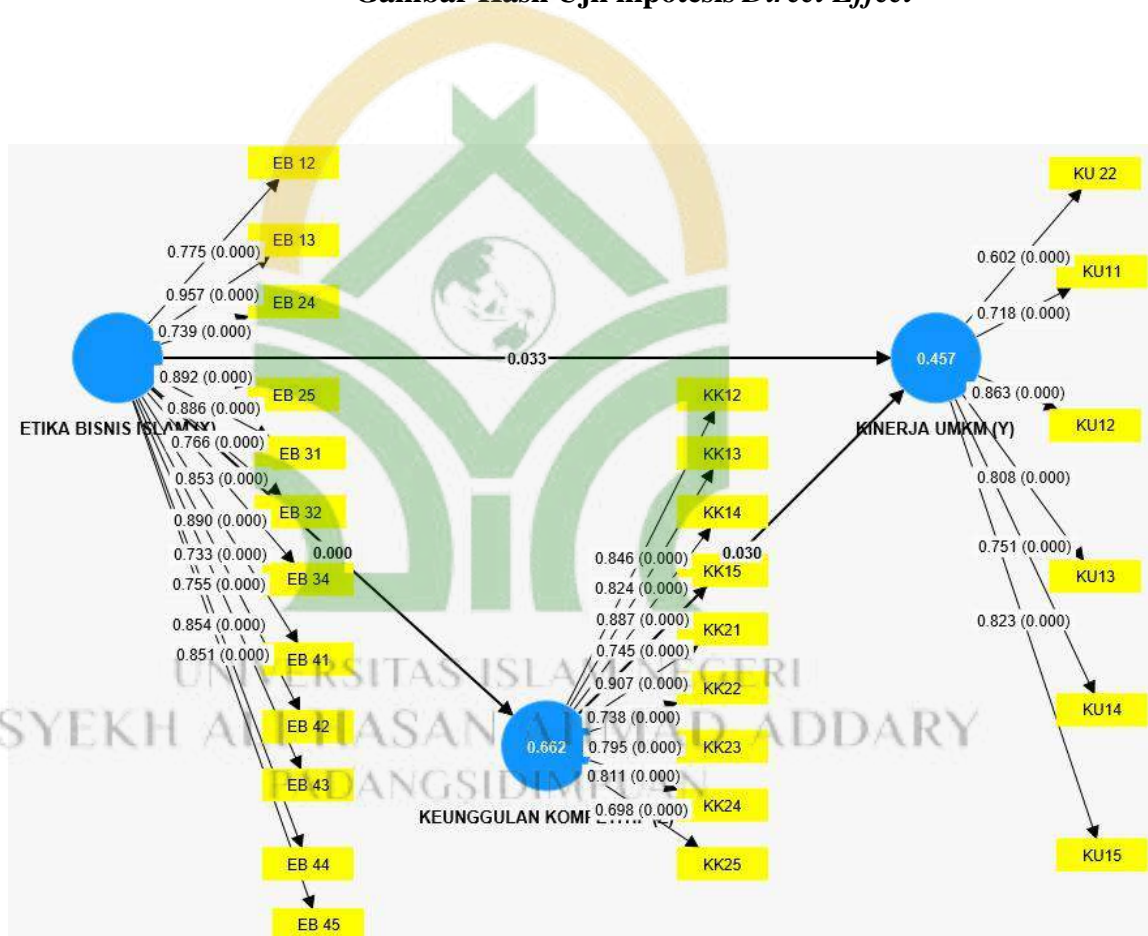 EB 12
0.775 (0.000)
EB 13
0.957 (0.000)
EB 24
0.739 (0.000)
0.892 (0.000)
EB 25
0.886 (0.000)
ETIKA BISNIS ISLAM (X)
0.766 (0.000)
EB 31
0.853 (0.000)
EB 32
0.890 (0.000)
0.733 (0.000)
0.000
EB 34
0.755 (0.000)
0.854 (0.000)
0.851 (0.000)
EB 41
EB 42
EB 43
EB 44
EB 45
0.033
0.030
KK12
KK13
KK14
0.846 (0.000)
KK15
0.824 (0.000)
0.887 (0.000)
KK21
0.745 (0.000)
0.907 (0.000)
KK22
0.738 (0.000)
0.795 (0.000)
KK23
0.811 (0.000)
KK24
0.698 (0.000)
KK25
0.662
KEUNGGULAN
KU 22
0.602 (0.000)
KU11
0.718 (0.000)
0.457
0.863 (0.000)
KU12
KINERJA UMKM (Y)
0.808 (0.000)
0.751 (0.000)
KU13
0.823 (0.000)
KU14
KU15
UNIVERSITAS ISLAM NEGERI
SYEKH ALI HASAN AHMAD ADDARY
PADANGSIDIMPUAN